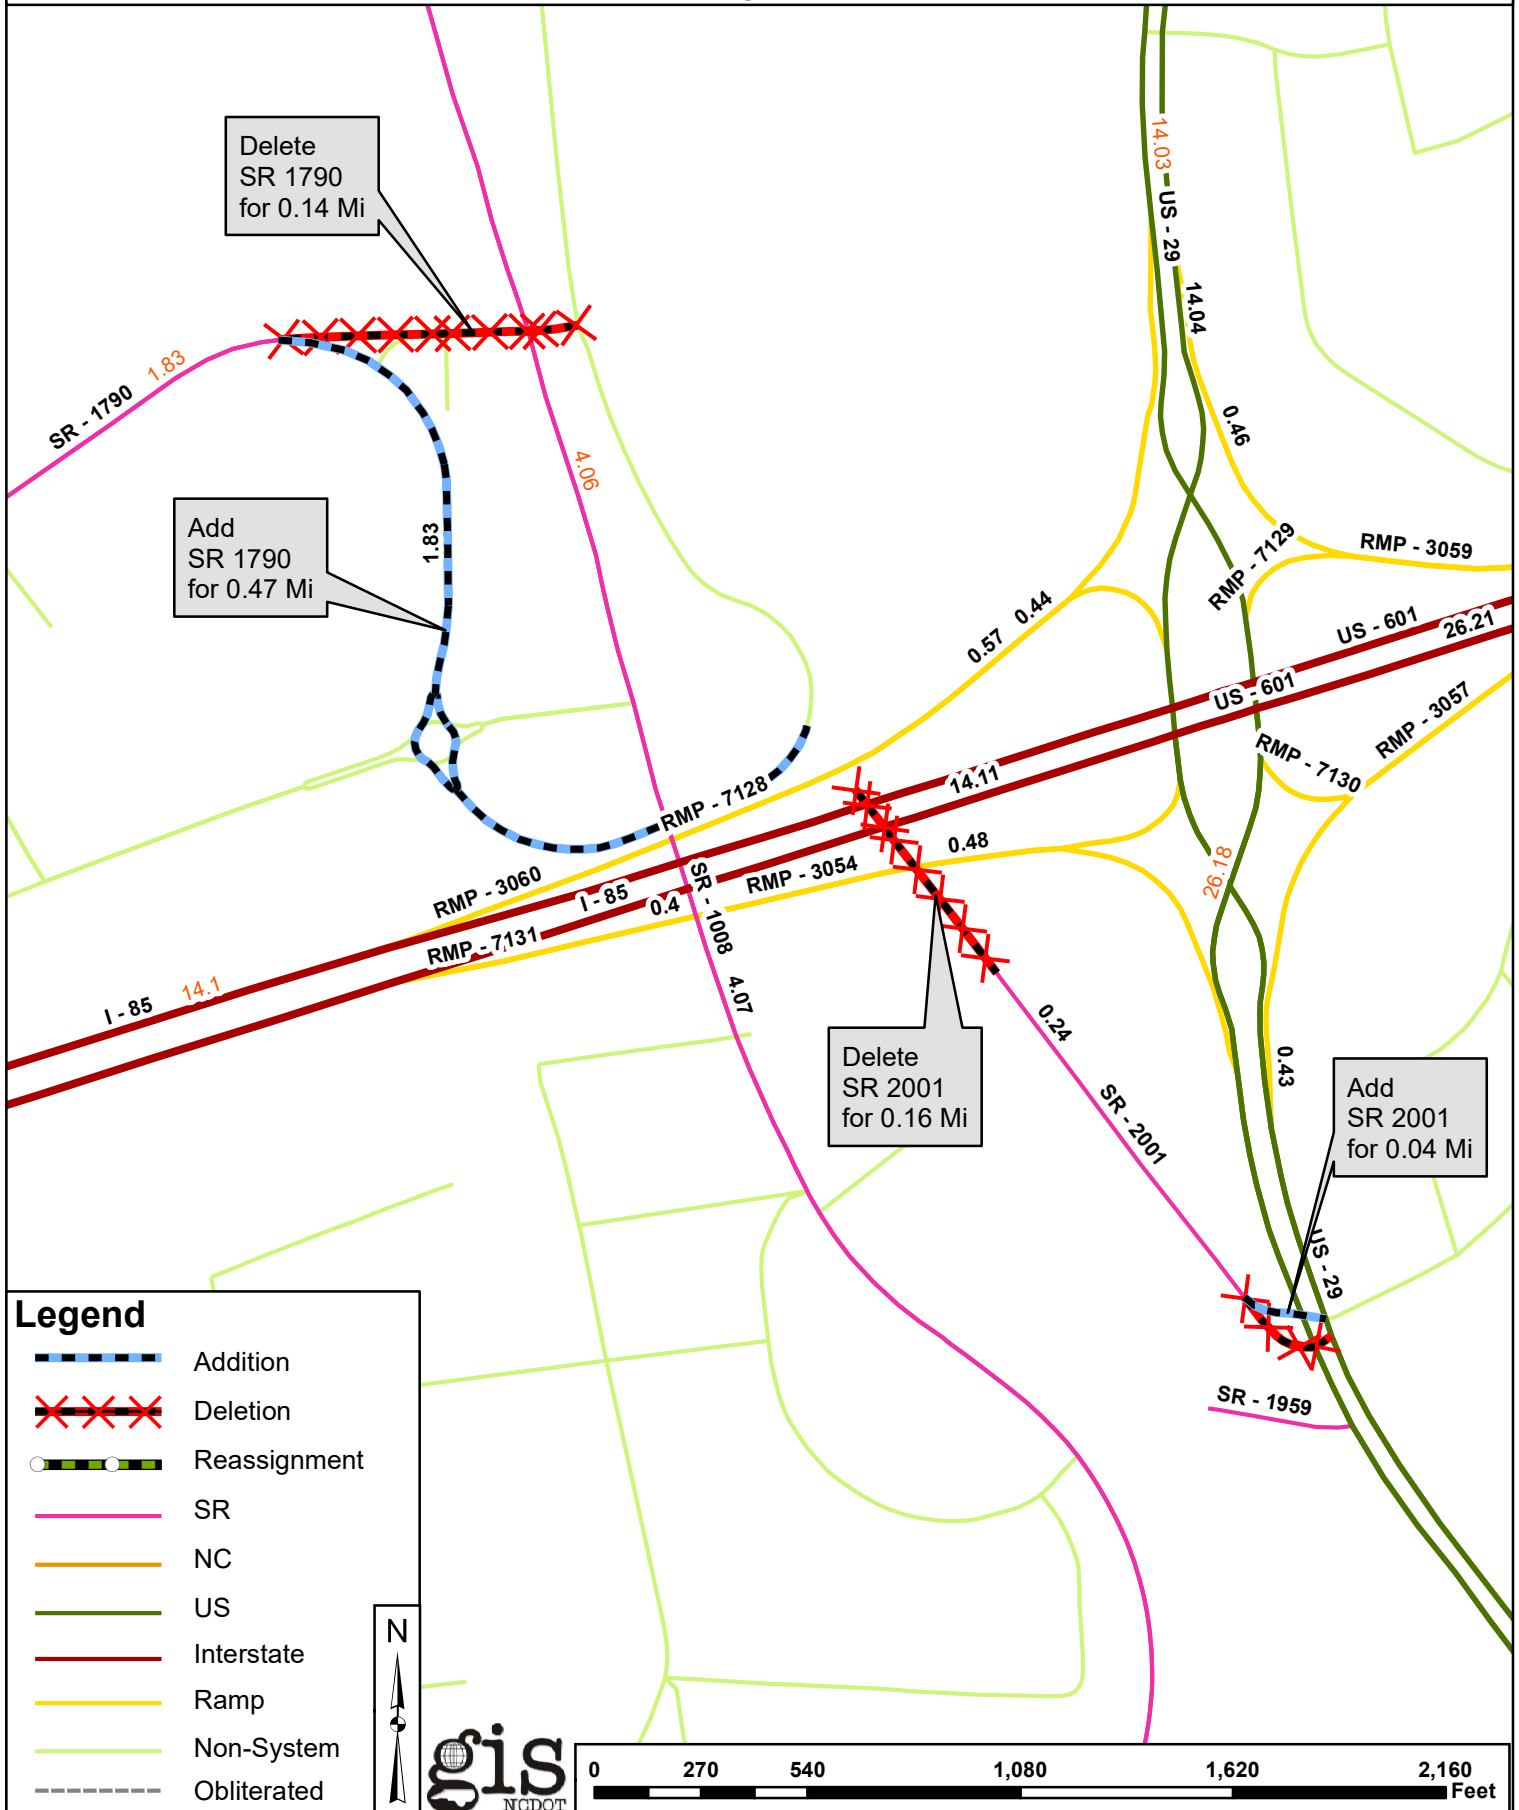 Delete
SR 1790
for 0.14 Mi
14.03
US - 29
14.04
SR - 1790
1.83
4.06
0.46
Add
SR 1790
for 0.47 Mi
1.83
RMP - 7129
RMP - 3059
0.57
0.44
US - 601
26.21
US - 601
RMP - 3057
RMP - 7130
RMP - 7128
14.11
0.48
RMP - 3060
I - 85
0.4
RMP - 3054
26.18
RMP - 7131
SR - 1008
4.07
I - 85
14.1
Delete
SR 2001
for 0.16 Mi
0.24
0.43
SR - 2001
Add
SR 2001
for 0.04 Mi
US - 29
SR - 1959
Legend
Addition
Deletion
Reassignment
SR
NC
US
Interstate
Ramp
Non-System
Obliterated
N
gis
NCDOT
0 270 540 1,080 1,620 2,160
Feet